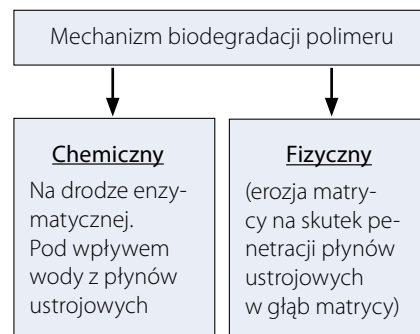 Mechanizm biodegradacji polimeru
Chemiczny
Na drodze enzy-
matycznej.
Pod wpływem
wody z płynów
ustrojowych
Fizyczny
(erozja matry-
cy na skutek pe-
netracji płynów
ustrojowych
w głąb matrycy)